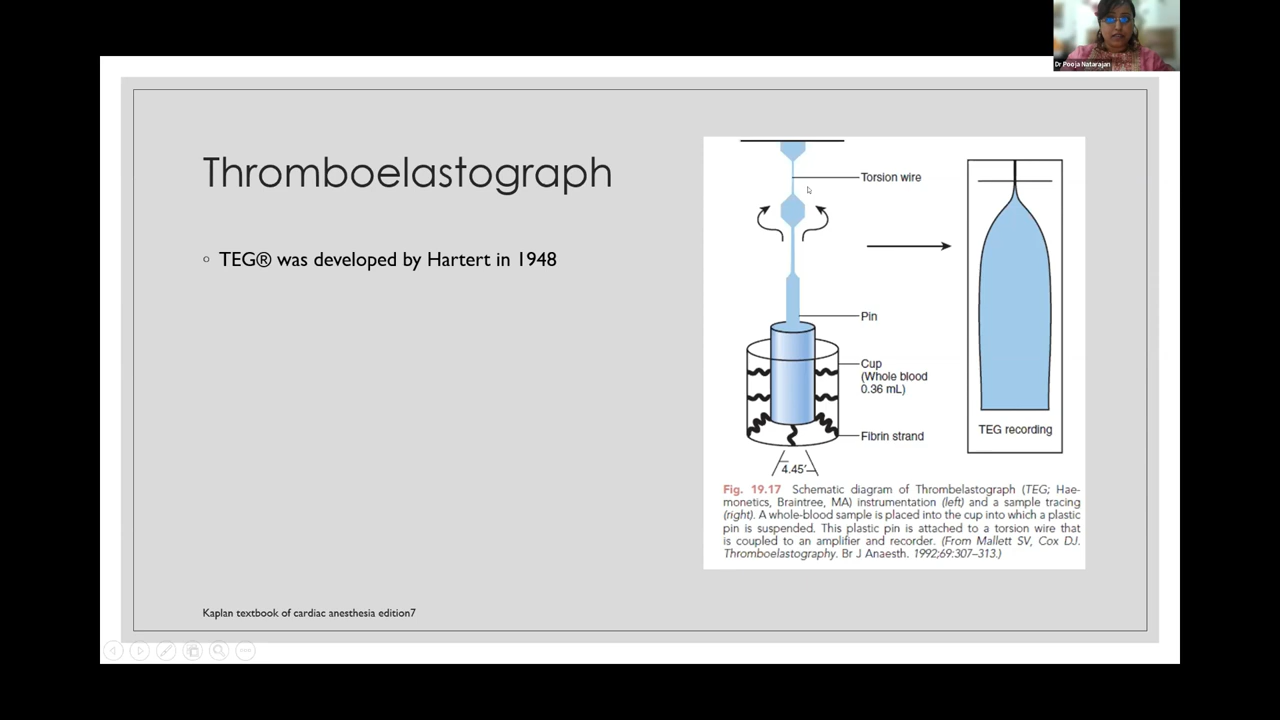 Dr Pooja Natarajan
Thromboelastograph
TEG® was developed by Hartert in 1948
Torsion wire
Pin
Cup
(Whole blood
0.36 mL)
Fibrin strand
4.45'
TEG recording
Fig. 19.17 Schematic diagram of Thrombelastograph (TEG; Hae-
monetics, Braintree, MA) instrumentation (left) and a sample tracing
(right). A whole-blood sample is placed into the cup into which a plastic
pin is suspended. This plastic pin is attached to a torsion wire that
is coupled to an amplifier and recorder. (From Mallett SV, Cox DJ.
Thromboelastography. Br J Anaesth. 1992;69:307–313.)
Kaplan textbook of cardiac anesthesia edition7